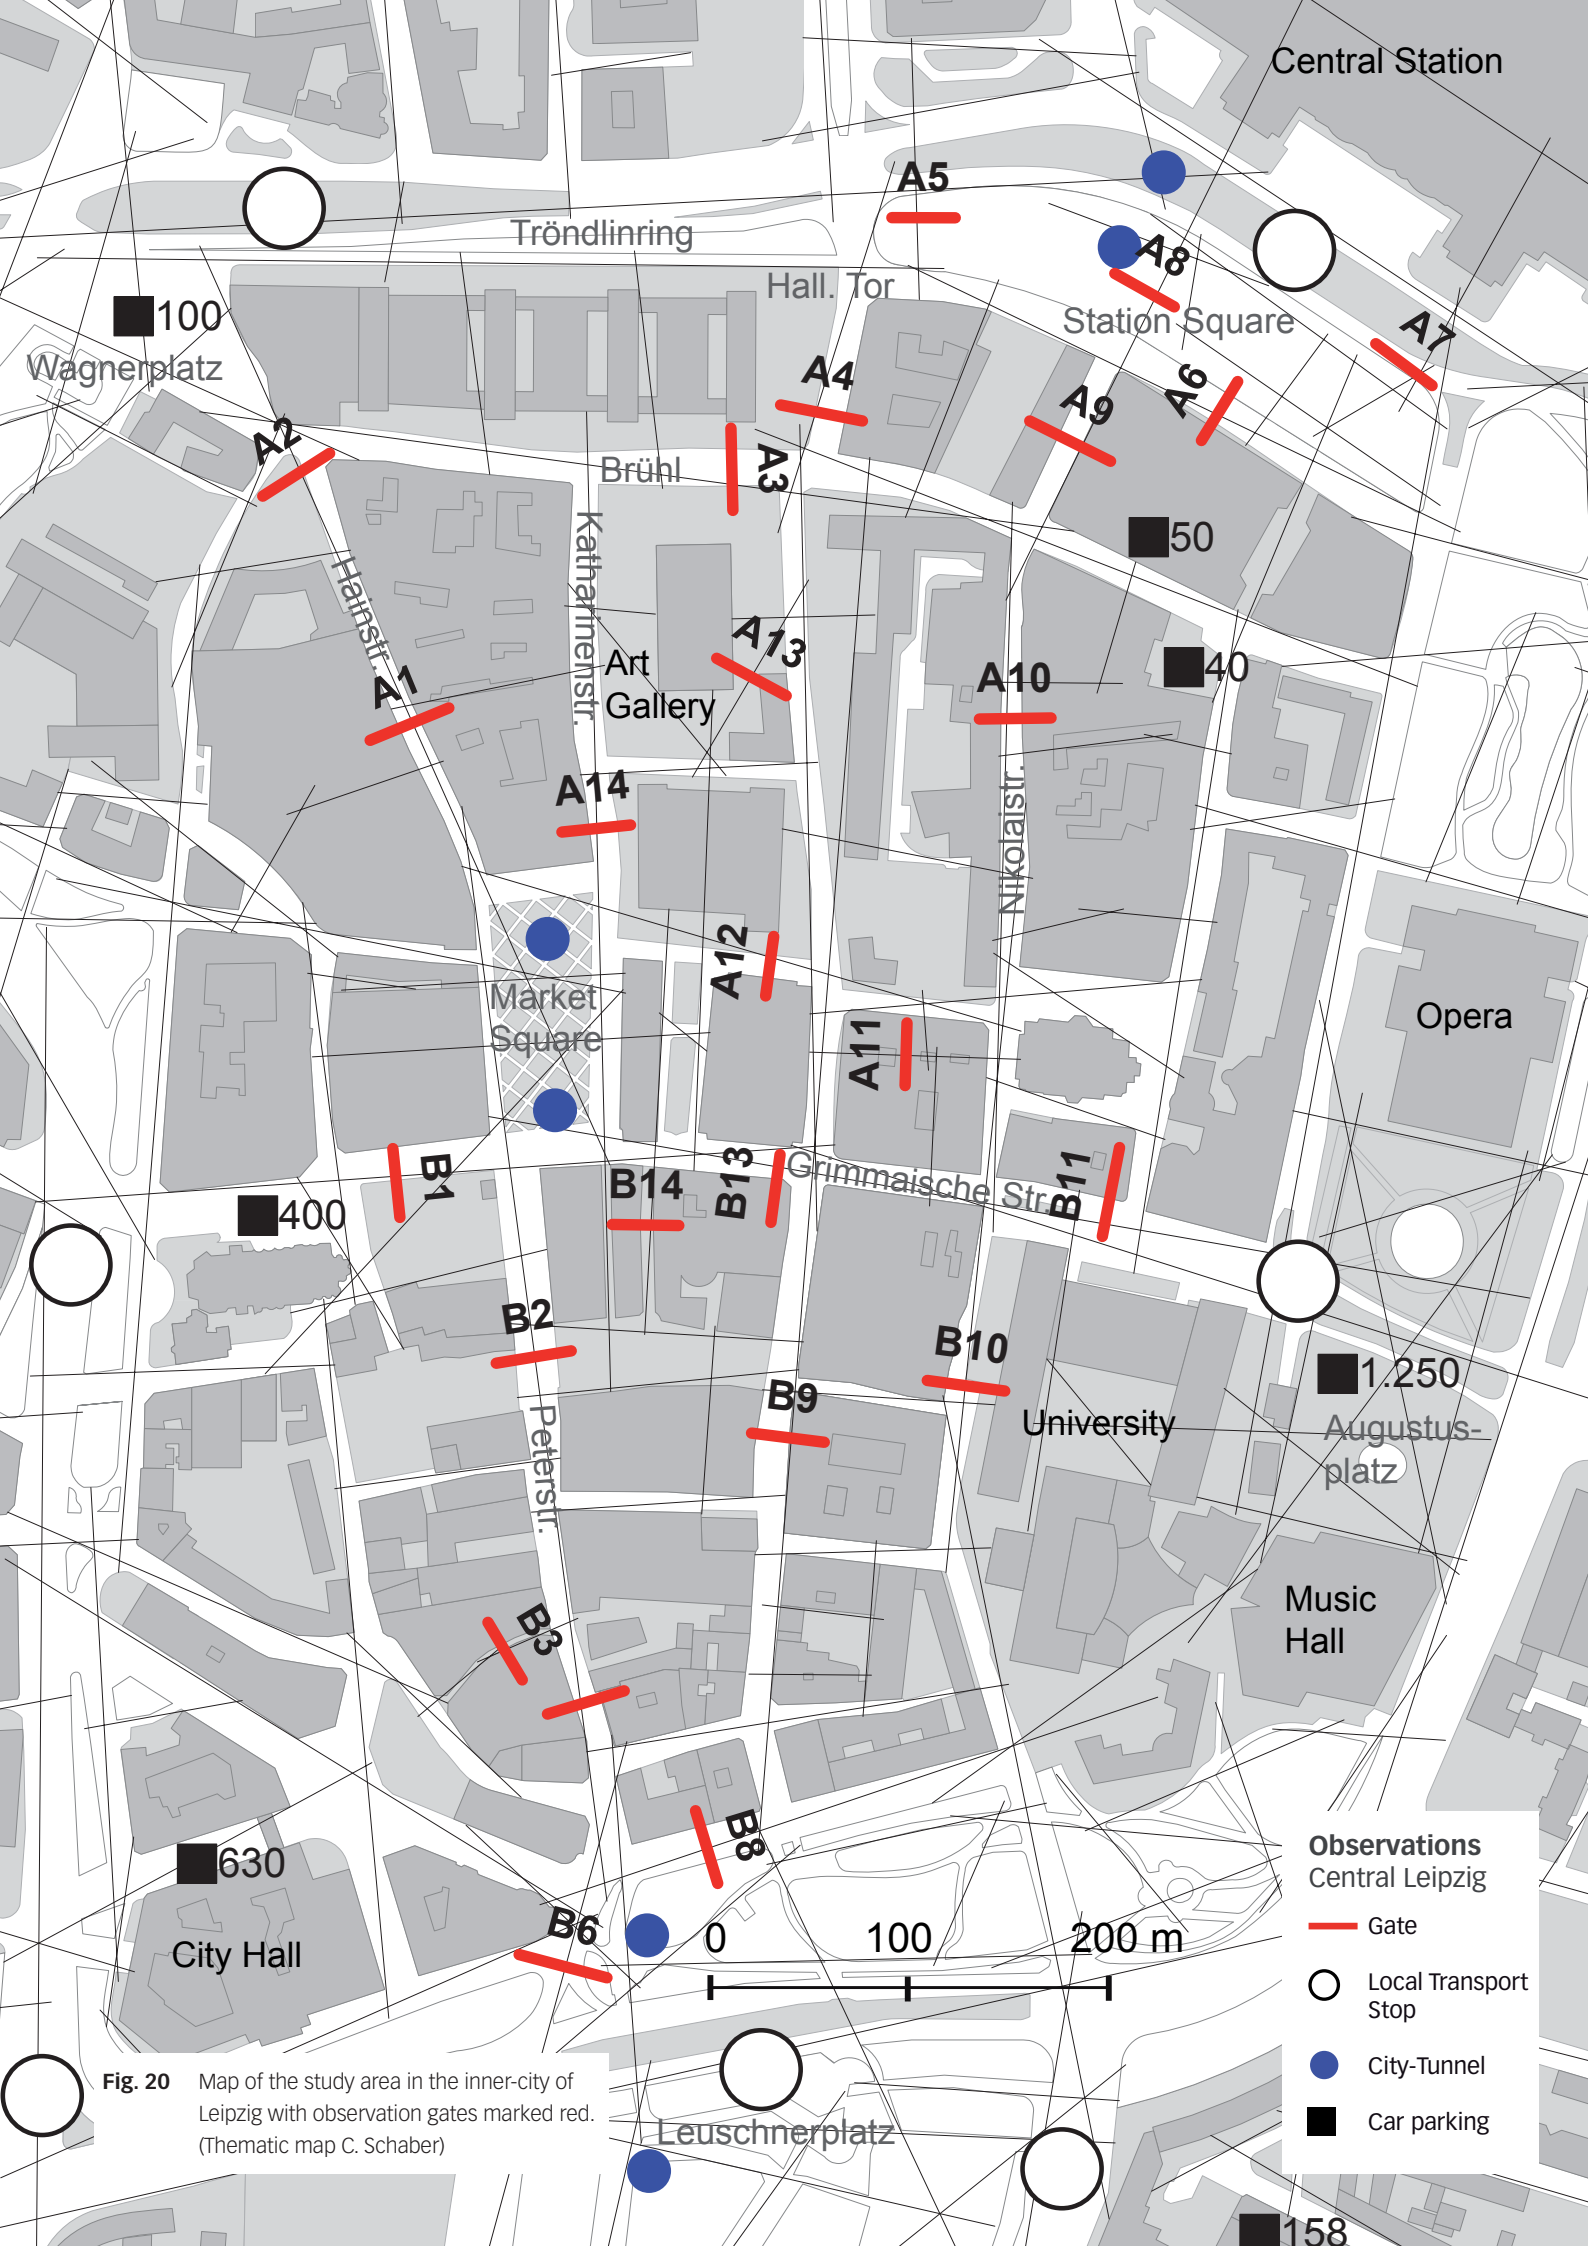 Central Station
A5
Tröndlinring
A8
Hall. Tor
100
Station Square
A7
Wagnerplatz
A4
A6
A9
A2
Brühl
A3
50
Katharinenstr.
Hainstr.
A13
Art
Gallery
40
A10
A1
A14
Nikolaistr.
A12
Market
Square
A11
Opera
B1
B14
B13
Grimmaische Str.
B11
400
B2
B10
1.250
B9
University
Augustus-
platz
Peterstr.
B3
Music
Hall
B8
630
B6
City Hall
0 100 200 m
Observations
Central Leipzig
Gate
Local Transport
Stop
City-Tunnel
Car parking
Fig. 20 Map of the study area in the inner-city of
Leipzig with observation gates marked red.
(Thematic map C. Schaber)
Leuschnerplatz
158